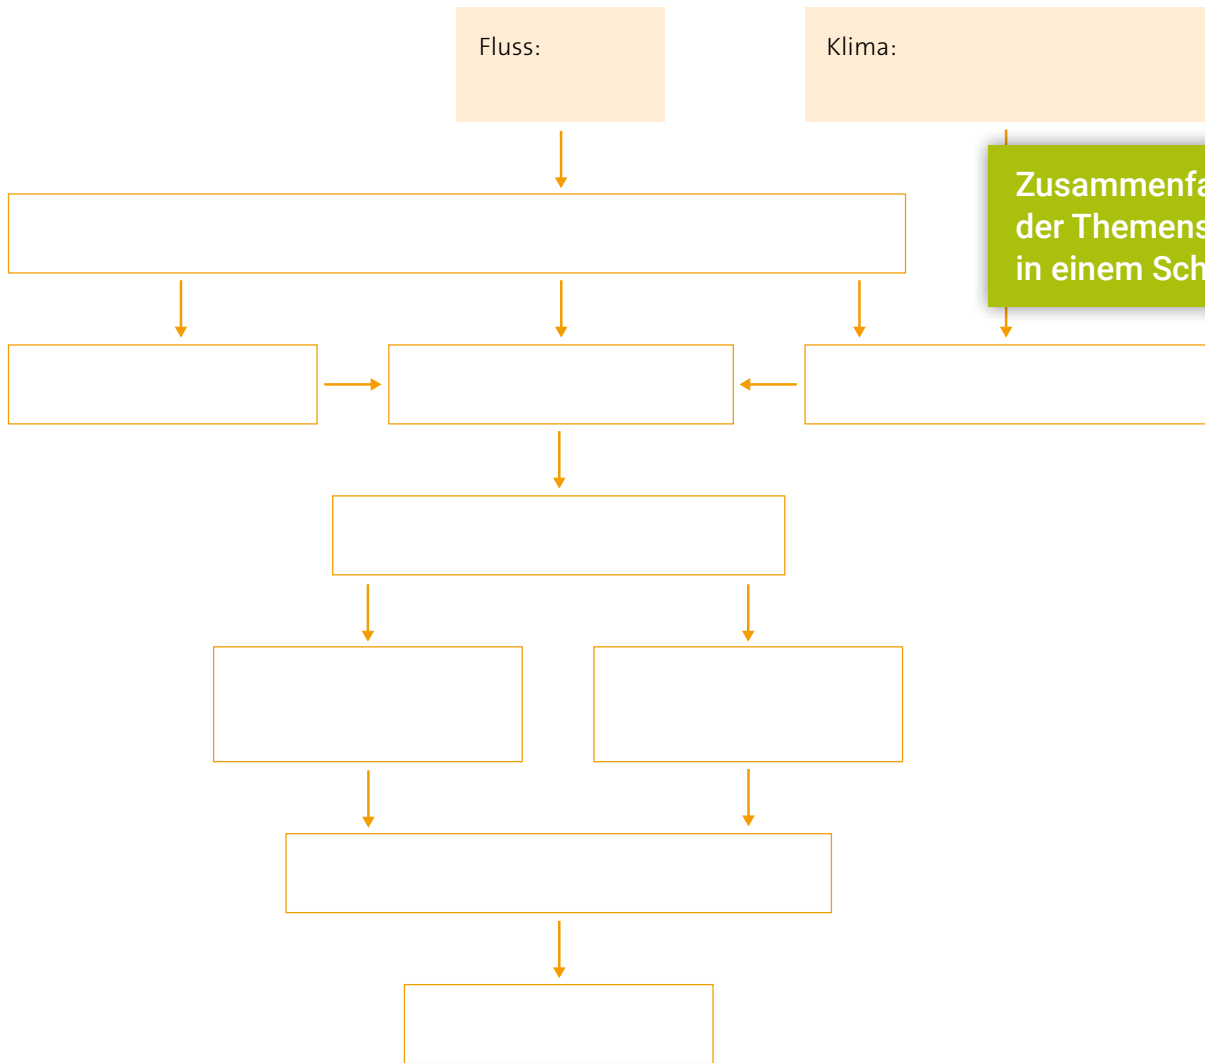 Fluss:
Klima:
Zusammenfa
der Themens
in einem Sch